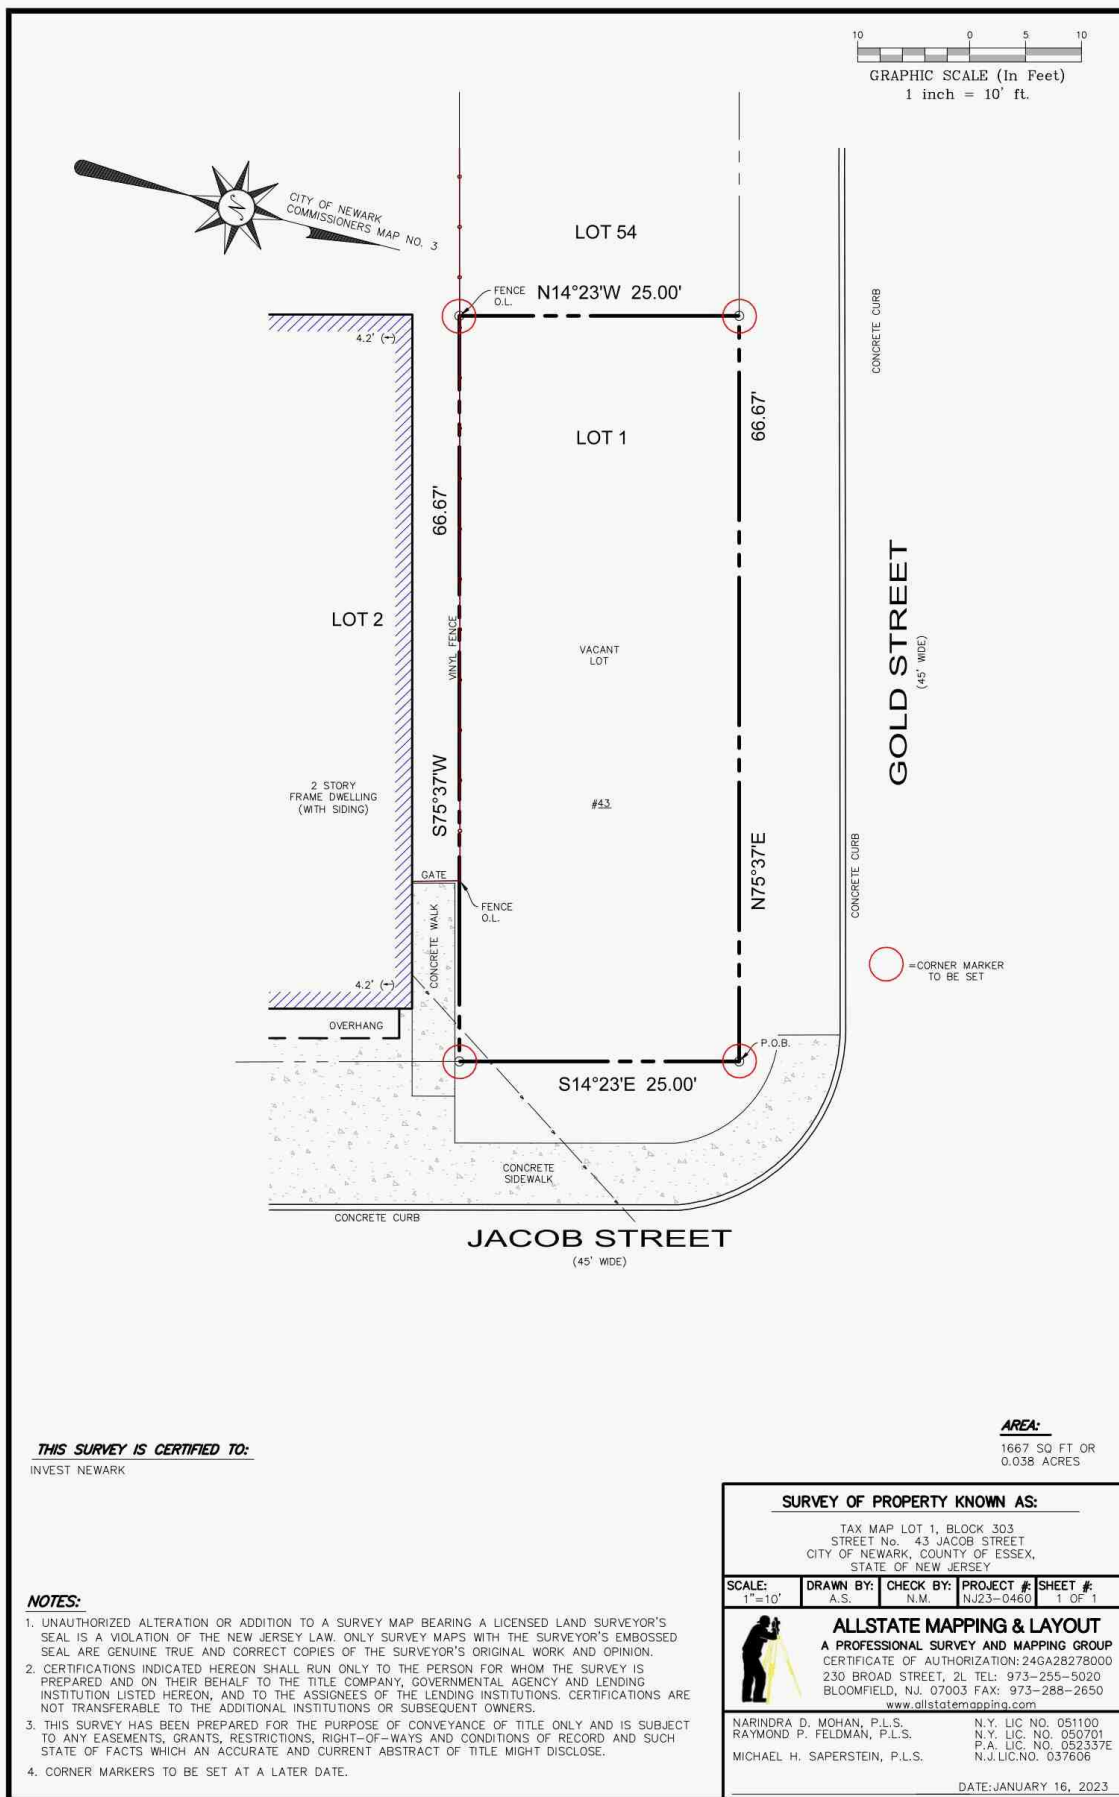 10 0 5 10
GRAPHIC SCALE (In Feet)
1 inch = 10' ft.
CITY OF NEWARK
COMMISSIONERS MAP NO. 3
N
LOT 54
FENCE
O.L.
N14°23'W 25.00'
4.2' (-)
CONCRETE CURB
66.67'
LOT 1
66.67'
LOT 2
VINYL FENCE
VACANT
LOT
GOLD STREET
(45' WIDE)
2 STORY
FRAME DWELLING
(WITH SIDING)
S75°37'W
#43
N75°37'E
CONCRETE CURB
GATE
FENCE
O.L.
CONCRETE WALK
=CORNER MARKER
TO BE SET
4.2' (-)
OVERHANG
P.O.B.
S14°23'E 25.00'
CONCRETE
SIDEWALK
CONCRETE CURB
JACOB STREET
(45' WIDE)
AREA:
1667 SQ FT OR
0.038 ACRES
THIS SURVEY IS CERTIFIED TO:
INVEST NEWARK
NOTES:
1. UNAUTHORIZED ALTERATION OR ADDITION TO A SURVEY MAP BEARING A LICENSED LAND SURVEYOR'S
SEAL IS A VIOLATION OF THE NEW JERSEY LAW. ONLY SURVEY MAPS WITH THE SURVEYOR'S EMBOSSED
SEAL ARE GENUINE TRUE AND CORRECT COPIES OF THE SURVEYOR'S ORIGINAL WORK AND OPINION.
2. CERTIFICATIONS INDICATED HEREON SHALL RUN ONLY TO THE PERSON FOR WHOM THE SURVEY IS
PREPARED AND ON THEIR BEHALF TO THE TITLE COMPANY, GOVERNMENTAL AGENCY AND LENDING
INSTITUTION LISTED HEREON, AND TO THE ASSIGNEES OF THE LENDING INSTITUTIONS. CERTIFICATIONS ARE
NOT TRANSFERABLE TO THE ADDITIONAL INSTITUTIONS OR SUBSEQUENT OWNERS.
3. THIS SURVEY HAS BEEN PREPARED FOR THE PURPOSE OF CONVEYANCE OF TITLE ONLY AND IS SUBJECT
TO ANY EASEMENTS, GRANTS, RESTRICTIONS, RIGHT-OF-WAYS AND CONDITIONS OF RECORD AND SUCH
STATE OF FACTS WHICH AN ACCURATE AND CURRENT ABSTRACT OF TITLE MIGHT DISCLOSE.
4. CORNER MARKERS TO BE SET AT A LATER DATE.
SURVEY OF PROPERTY KNOWN AS:
TAX MAP LOT 1, BLOCK 303
STREET No. 43 JACOB STREET
CITY OF NEWARK, COUNTY OF ESSEX,
STATE OF NEW JERSEY
SCALE: DRAWN BY: CHECK BY: PROJECT #: SHEET #:
1"=10' A.S. N.M. NJ23-0460 1 OF 1
ALLSTATE MAPPING & LAYOUT
A PROFESSIONAL SURVEY AND MAPPING GROUP
CERTIFICATE OF AUTHORIZATION: 24GA28278000
230 BROAD STREET, 2L TEL: 973-255-5020
BLOOMFIELD, NJ. 07003 FAX: 973-288-2650
www.allstatemapping.com
NARINDRA D. MOHAN, P.L.S. N.Y. LIC NO. 051100
RAYMOND P. FELDMAN, P.L.S. N.Y. LIC NO. 050701
P.A. LIC. NO. 052337E
MICHAEL H. SAPERSTEIN, P.L.S. N.J.LIC.NO. 037606
DATE:JANUARY 16, 2023